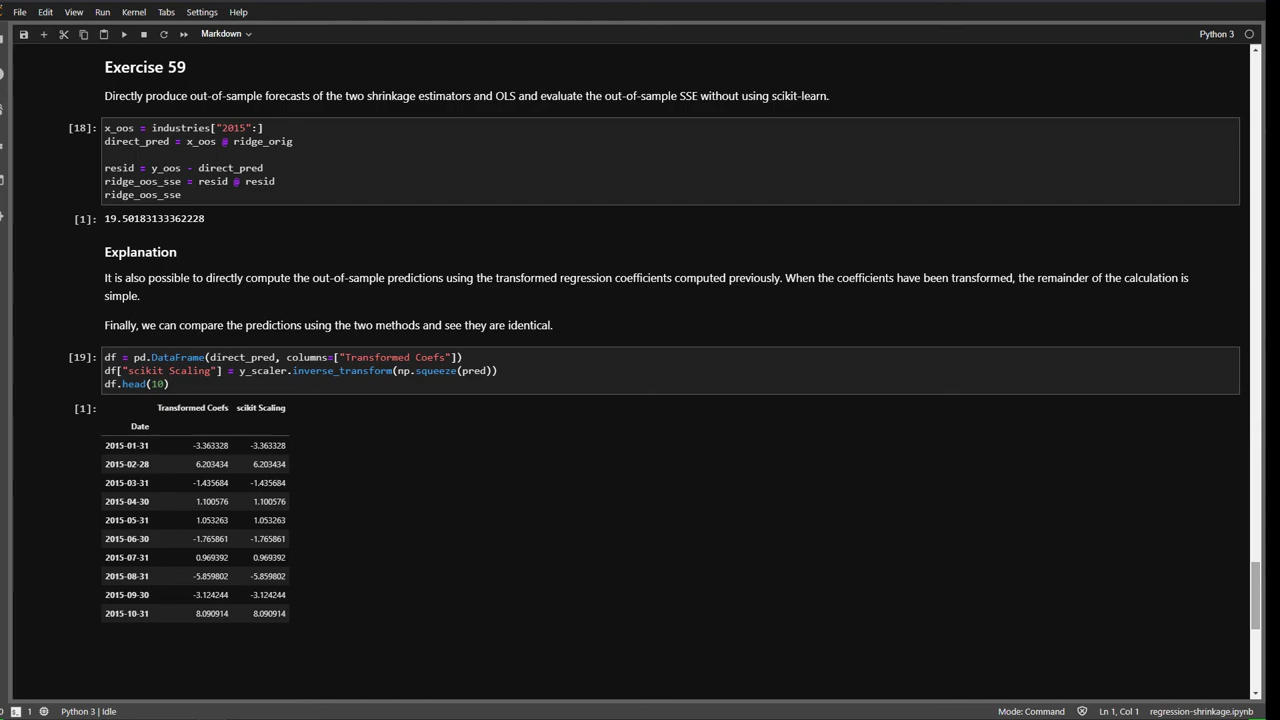 File Edit View Run Kernel Tabs Settings Help
Markdown Python 3
Exercise 59
Directly produce out-of-sample forecasts of the two shrinkage estimators and OLS and evaluate the out-of-sample SSE without using scikit-learn.
[18]: x_oos = industries["2015":]
direct_pred = x_oos @ ridge_orig
resid = y_oos - direct_pred
ridge_oos_sse = resid @ resid
ridge_oos_sse
[1]: 19.50183133362228
Explanation
It is also possible to directly compute the out-of-sample predictions using the transformed regression coefficients computed previously. When the coefficients have been transformed, the remainder of the calculation is
simple.
Finally, we can compare the predictions using the two methods and see they are identical.
[19]: df = pd.DataFrame(direct_pred, columns=["Transformed Coefs"])
df["scikit Scaling"] = y_scaler.inverse_transform(np.squeeze(pred))
df.head(10)
[1]: Transformed Coefs scikit Scaling
Date
2015-01-31 -3.363328 -3.363328
2015-02-28 6.203434 6.203434
2015-03-31 -1.435684 -1.435684
2015-04-30 1.100576 1.100576
2015-05-31 1.053263 1.053263
2015-06-30 -1.765861 -1.765861
2015-07-31 0.969392 0.969392
2015-08-31 -5.859802 -5.859802
2015-09-30 -3.124244 -3.124244
2015-10-31 8.090914 8.090914
1 Python 3 | Idle Mode: Command Ln 1, Col 1 regression-shrinkage.ipynb